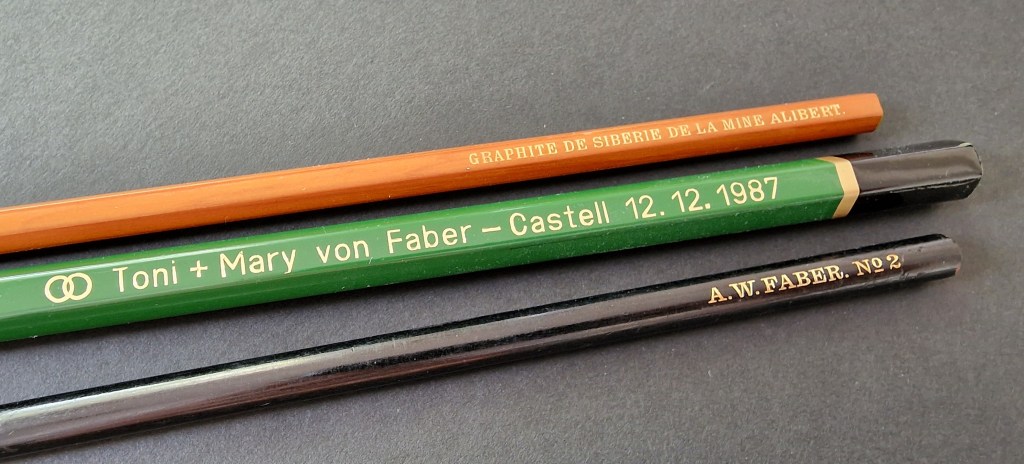 GRAPHITE DE SIBERIE DE LA MINE ALIBERT.
Toni + Mary von Faber – Castell 12. 12. 1987
A.W. FABER. No 2